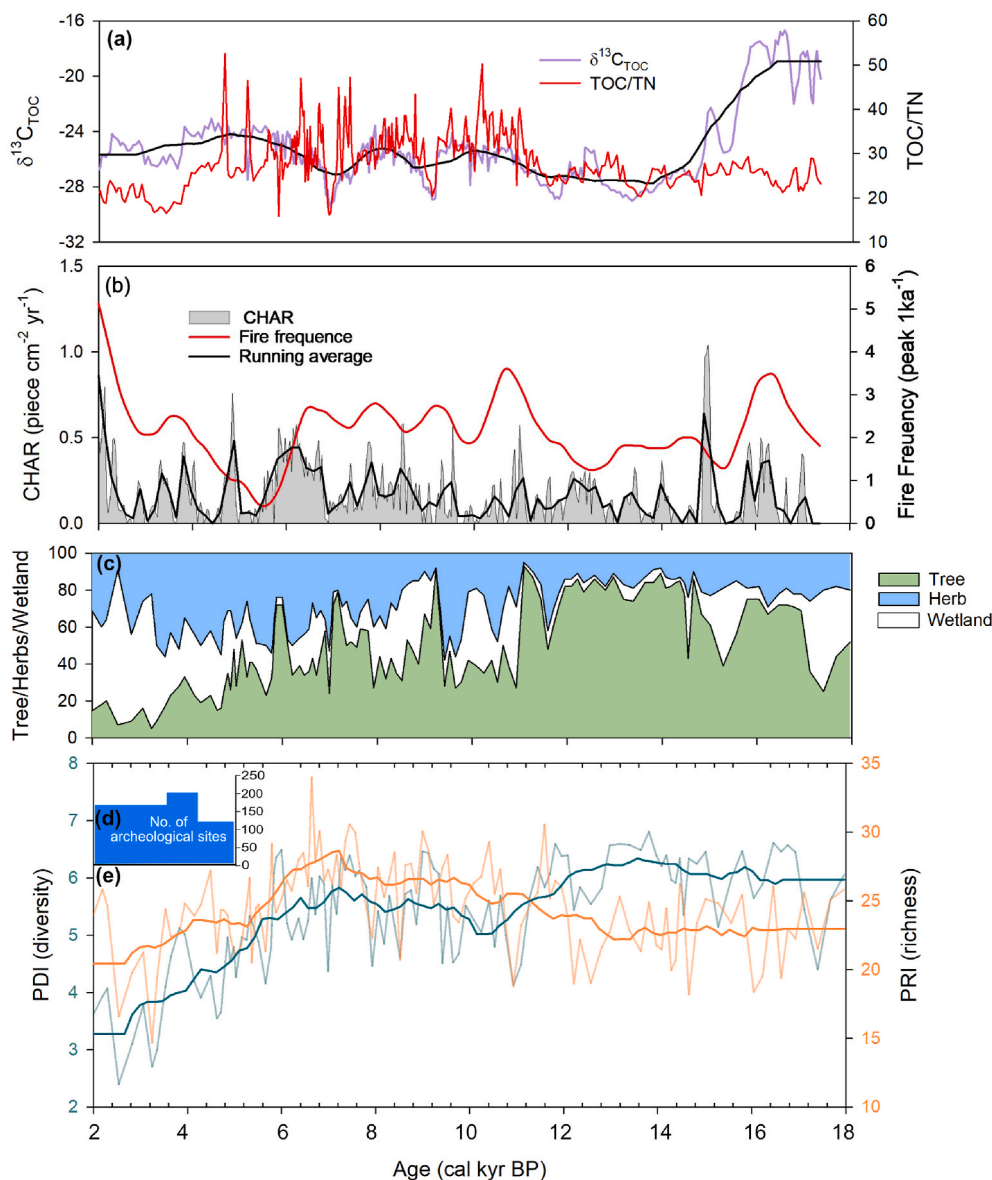 (a)
δ13CTOC
TOC/TN
-16
-20
-24
-28
-32
δ13CTOC
60
50
40
30
20
10
TOC/TN
(b)
CHAR
Fire frequence
Running average
1.5
1.0
0.5
0.0
CHAR (piece cm-2 yr-1)
6
5
4
3
2
1
0
Fire Freuency (peak 1ka-1)
(c)
100
80
60
40
20
0
Tree/Herbs/Wetland
Tree
Herb
Wetland
(d)
No. of
archeological sites
250
200
150
100
50
0
(e)
8
7
6
5
4
3
2
PDI (diversity)
35
30
25
20
15
10
PRI (richness)
2 4 6 8 10 12 14 16 18
Age (cal kyr BP)